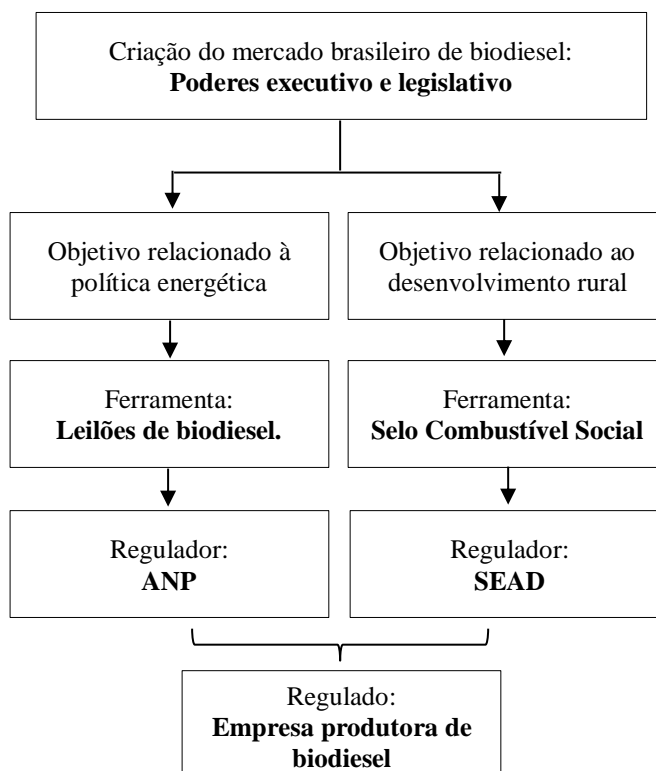 Criação do mercado brasileiro de biodiesel:
Poderes executivo e legislativo
Objetivo relacionado à
política energética
Objetivo relacionado ao
desenvolvimento rural
Ferramenta:
Leilões de biodiesel.
Ferramenta:
Selo Combustível Social
Regulador:
ANP
Regulador:
SEAD
Regulado:
Empresa produtora de
biodiesel